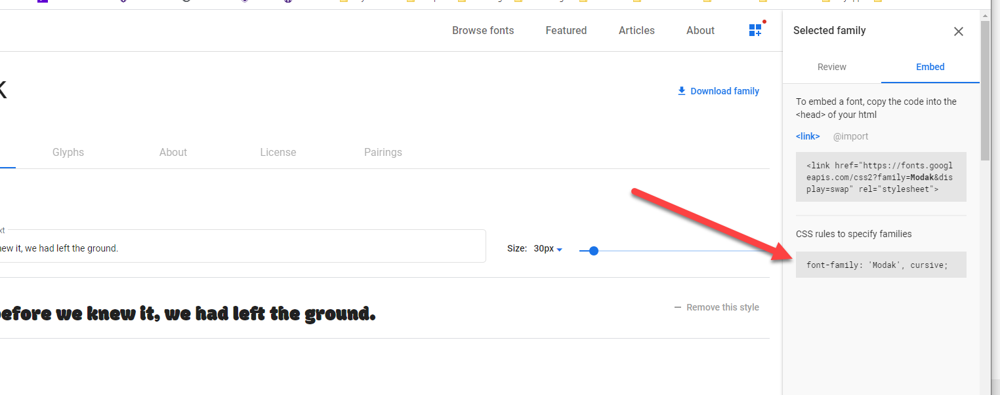 Browse fonts
Featured
Articles
About
Selected family
Review
Embed
Download family
To embed a font, copy the code into the
<head> of your html
<link>
@import
Glyphs
About
License
Pairings
<link href="https://fonts.googl
eapis.com/css2?family=Modak&dis
play=swap" rel="stylesheet">
CSS rules to specify families
it, we had left the ground.
Size: 30px
font-family: 'Modak', cursive;
before we knew it, we had left the ground.
Remove this style